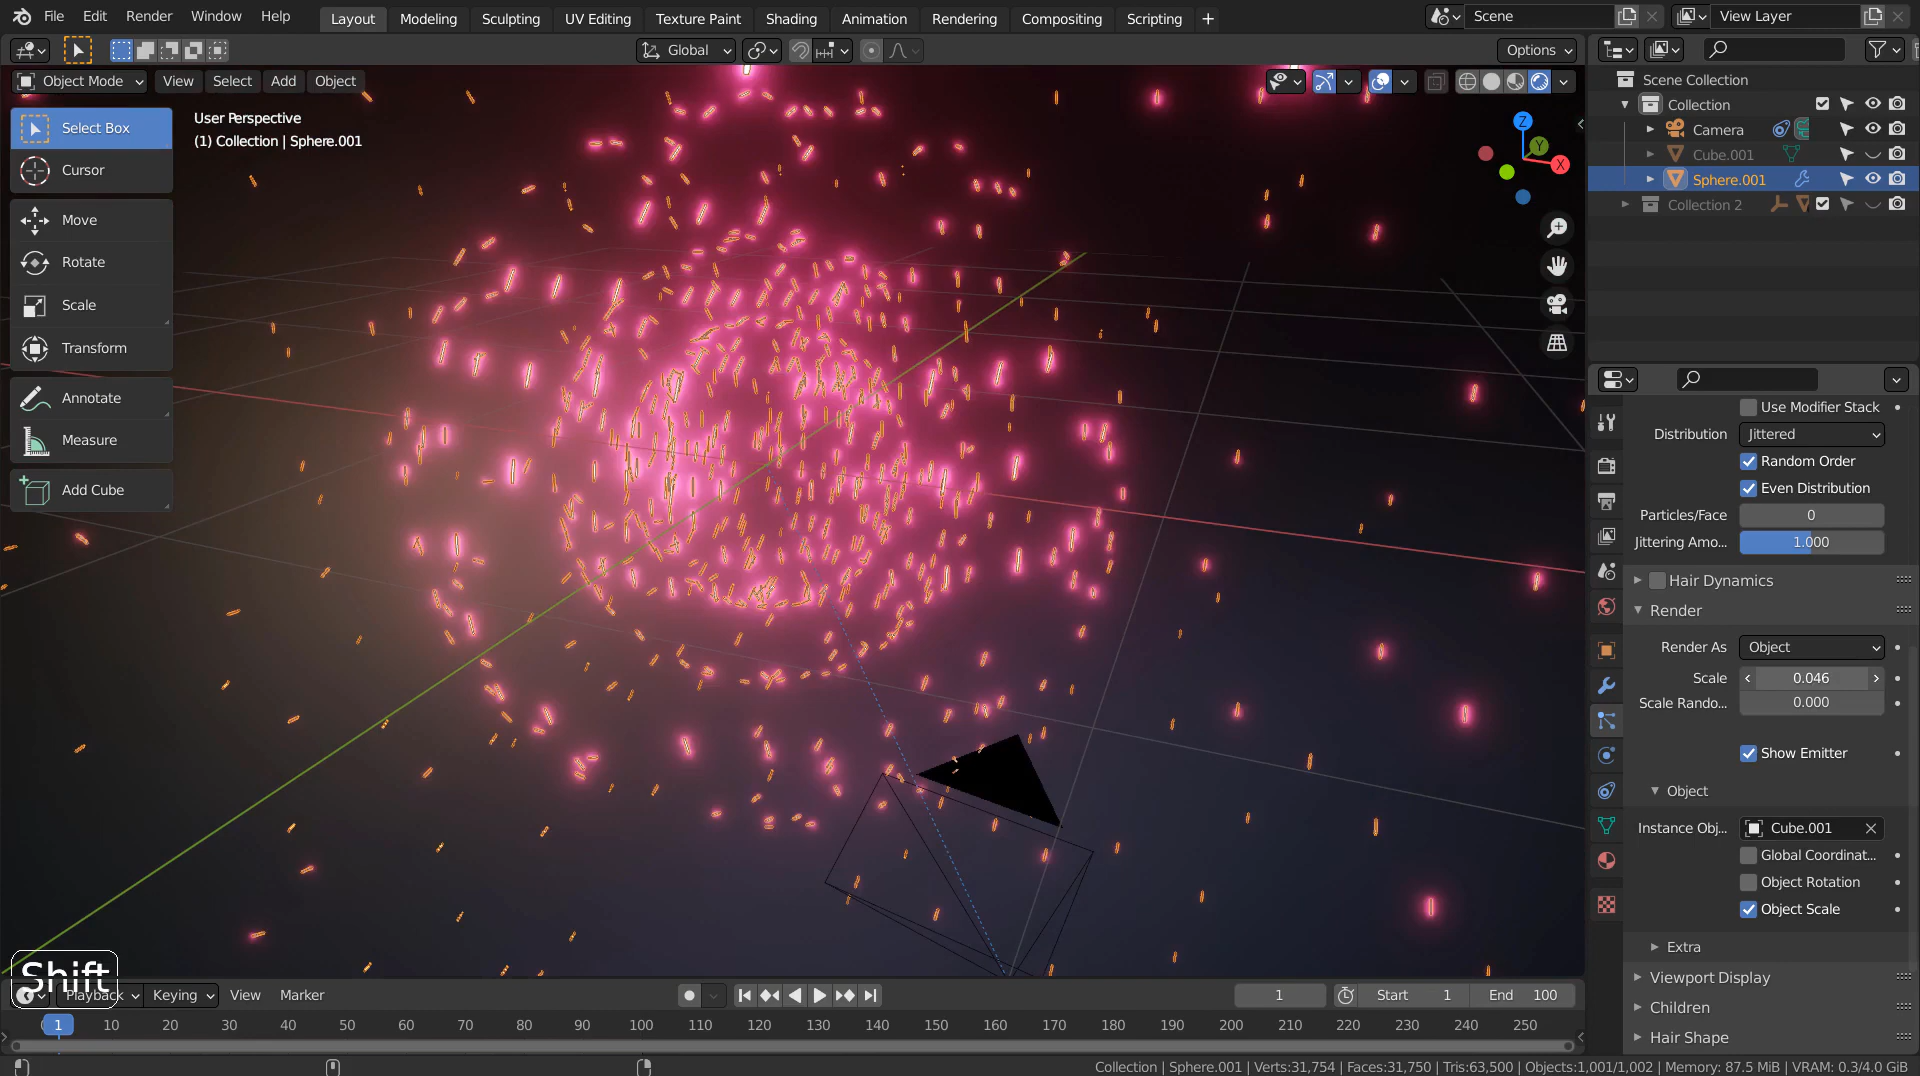 File Edit Render Window Help Layout Modeling Sculpting UV Editing Texture Paint Shading Animation Rendering Compositing Scripting + Scene View Layer
Global Options
Object Mode View Select Add Object
Select Box
Cursor
Move
Rotate
Scale
Transform
Annotate
Measure
Add Cube
User Perspective
(1) Collection | Sphere.001
Z
Y
X
Scene Collection
Collection
Camera
Cube.001
Sphere.001
Collection 2
Use Modifier Stack
Distribution Jittered
Random Order
Even Distribution
Particles/Face 0
Jittering Amo... 1.000
Hair Dynamics
Render
Render As Object
Scale 0.046
Scale Rando... 0.000
Show Emitter
Object
Instance Obj... Cube.001
Global Coordinat...
Object Rotation
Object Scale
Extra
Viewport Display
Children
Hair Shape
Shift
Playback Keying View Marker 1 Start 1 End 100
1 10 20 30 40 50 60 70 80 90 100 110 120 130 140 150 160 170 180 190 200 210 220 230 240 250
Collection | Sphere.001 | Verts:31,754 | Faces:31,750 | Tris:63,500 | Objects:1,001/1,002 | Memory: 87.5 MiB | VRAM: 0.3/4.0 GiB